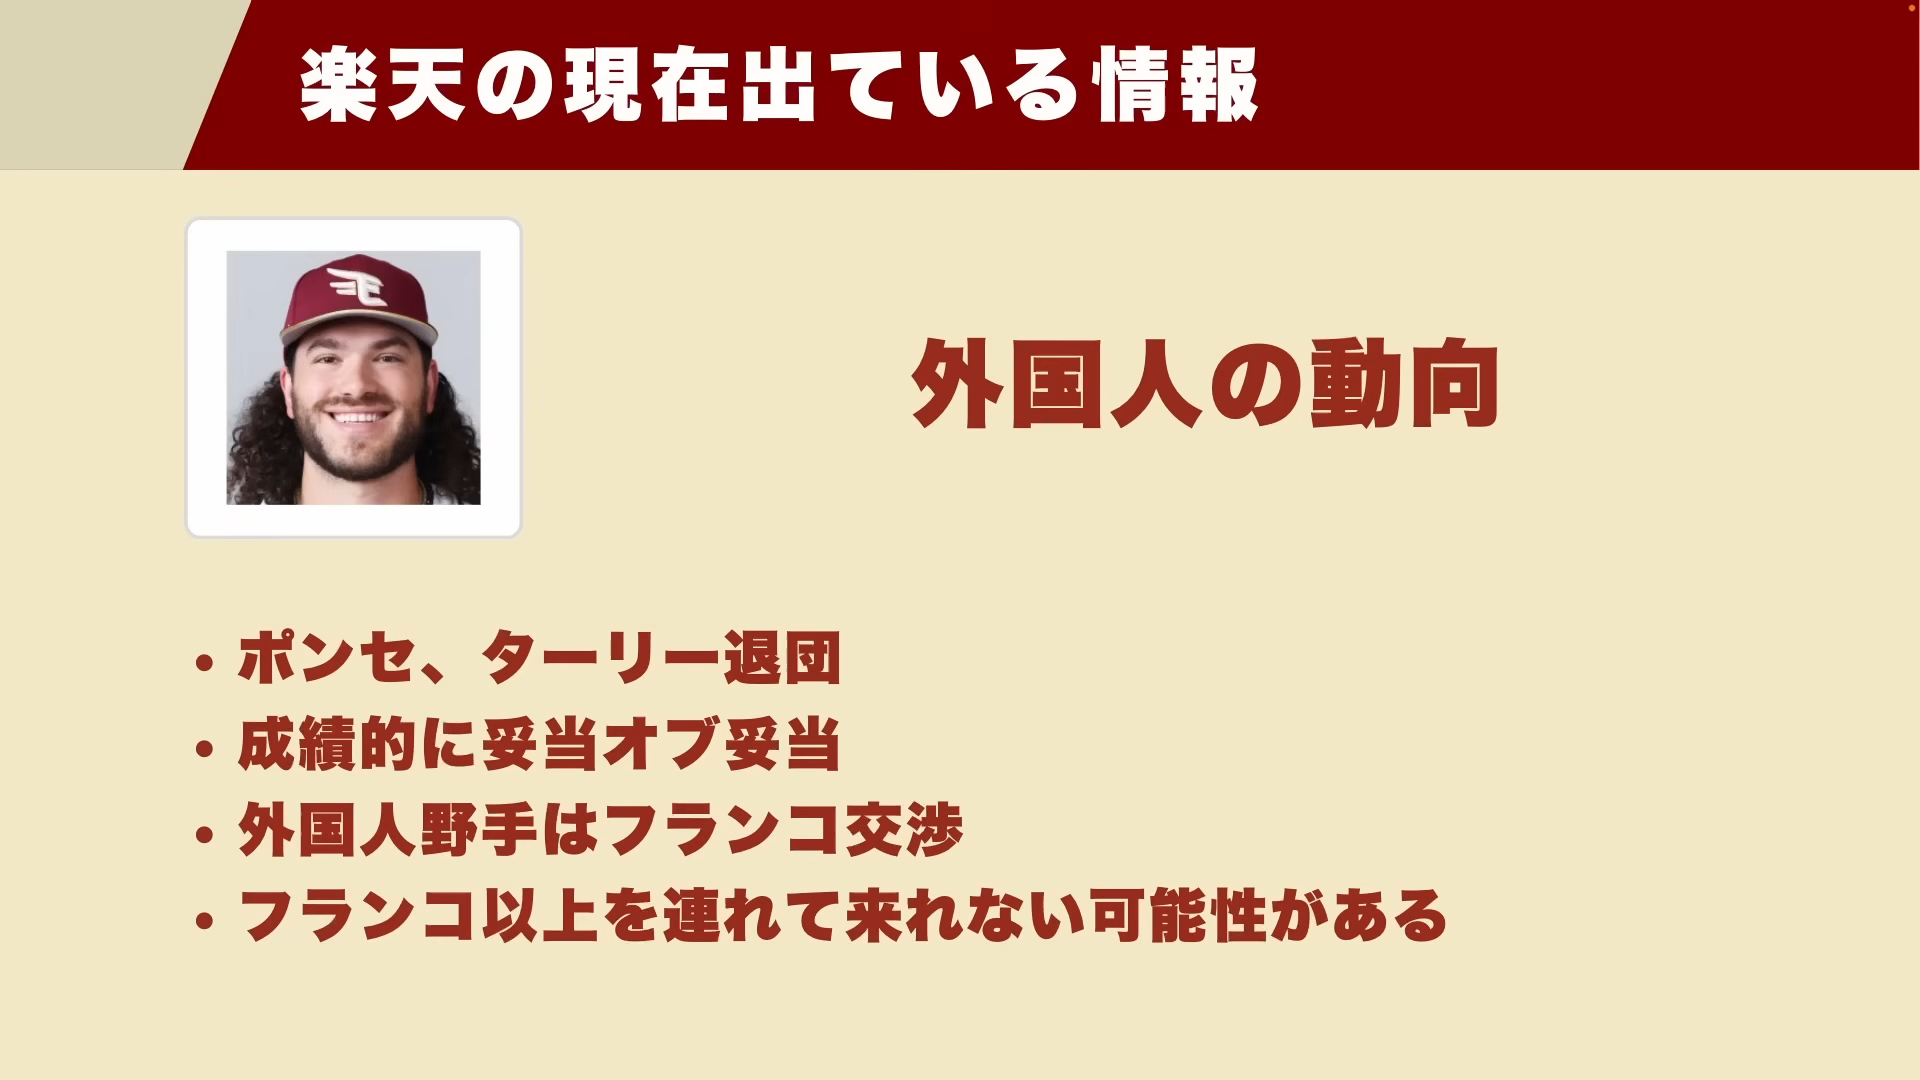 楽天の現在出ている情報
外国人の動向
• ポンセ、ターリー退団
• 成績的に妥当オブ妥当
• 外国人野手はフランコ交渉
• フランコ以上を連れて来れない可能性がある